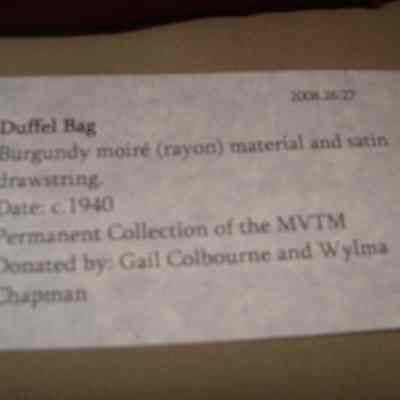 2008.26.27
Duffel Bag
Burgundy moiré (rayon) material and satin
drawstring.
Date: c.1940
Permanent Collection of the MVTM
Donated by: Gail Colbourne and Wylma
Chapman